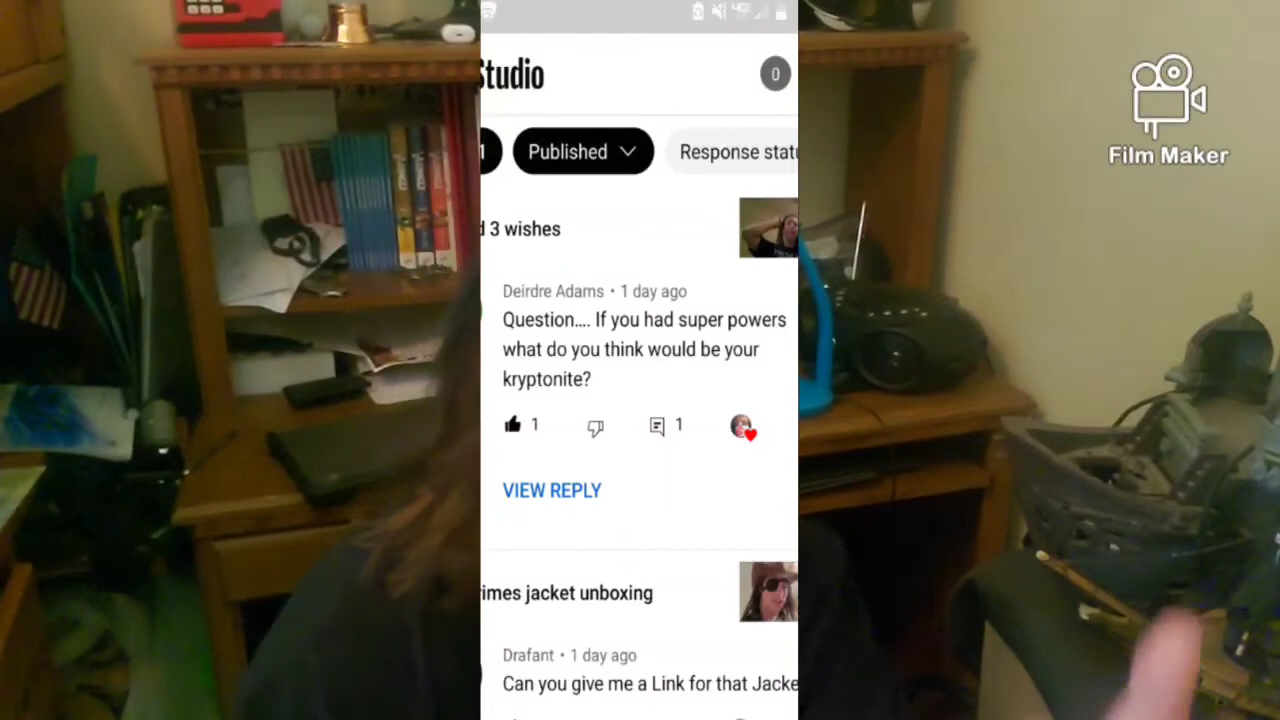 Studio
0
1
Published
Response statu
d 3 wishes
Deirdre Adams • 1 day ago
Question.... If you had super powers
what do you think would be your
kryptonite?
1
1
VIEW REPLY
rimes jacket unboxing
Drafant • 1 day ago
Can you give me a Link for that Jacke
Film Maker